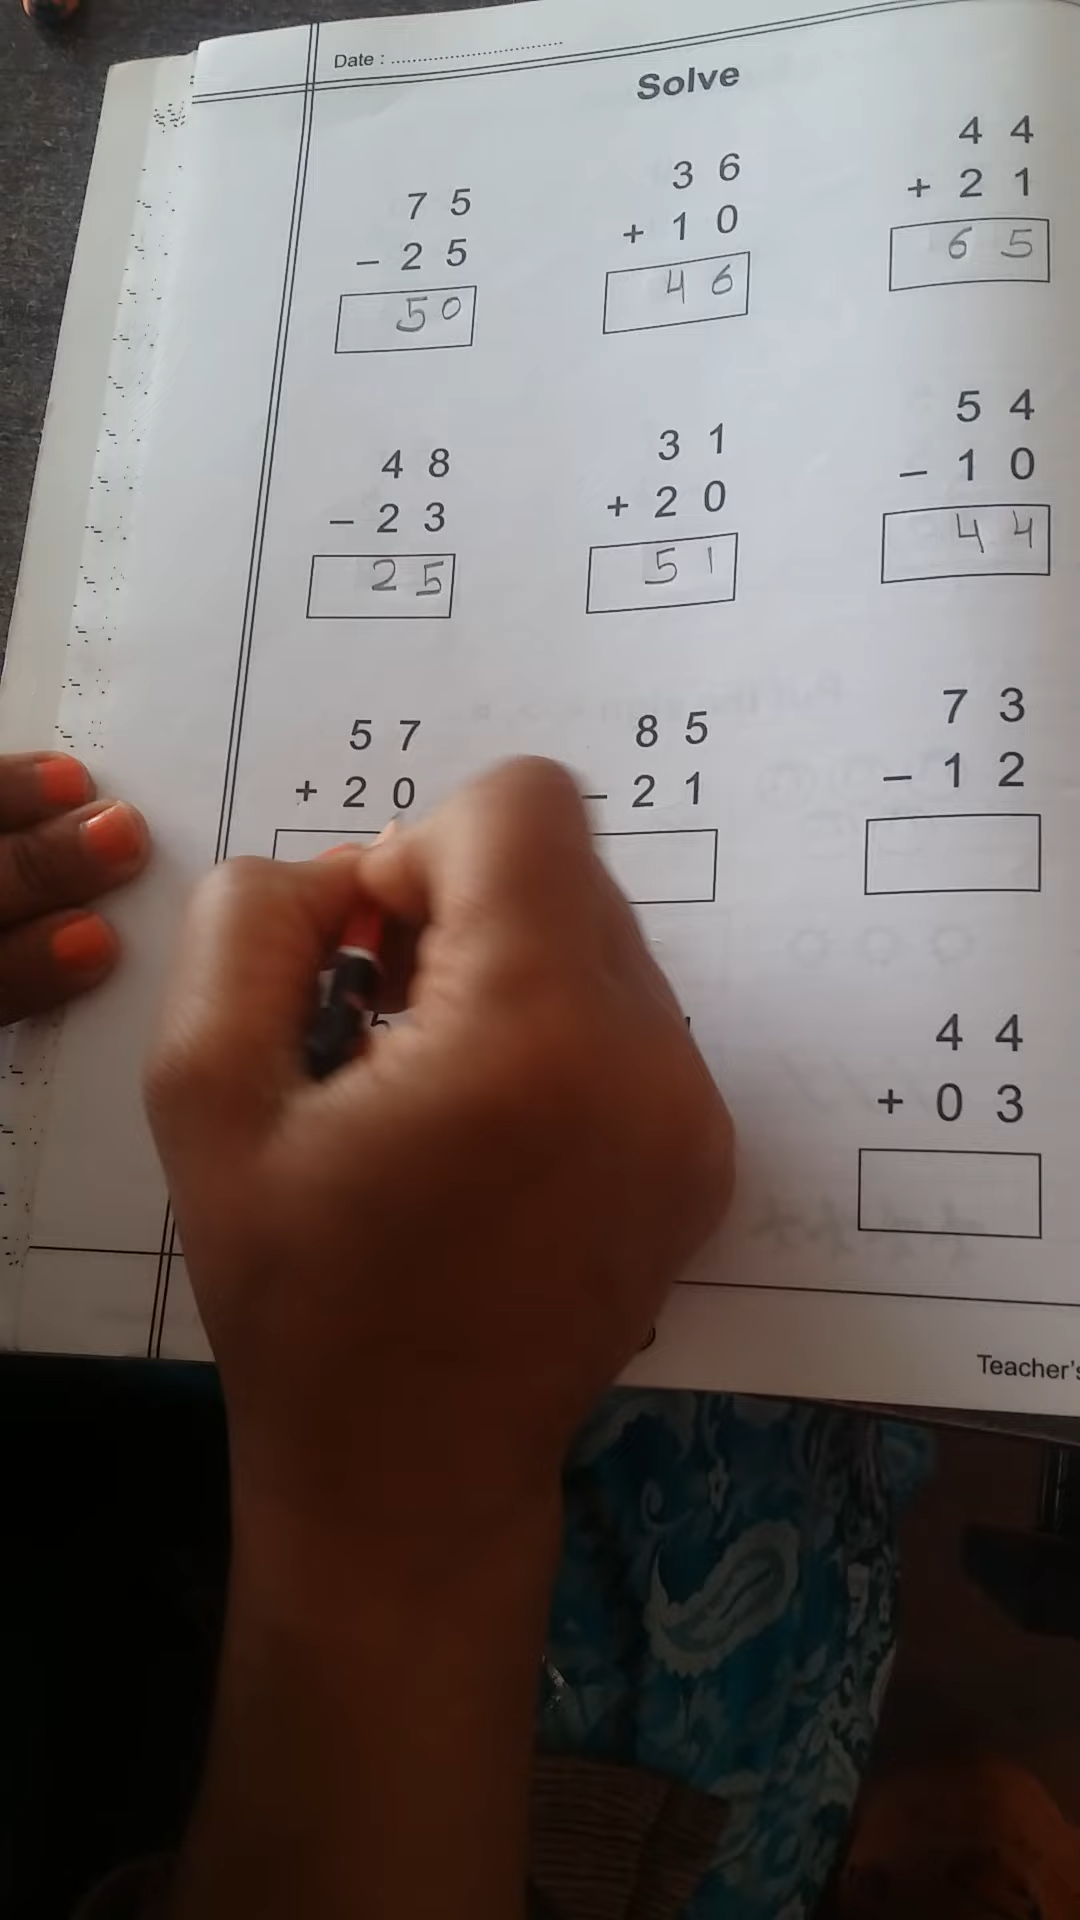 Date : ............................
Solve
7 5
– 2 5
5 0
3 6
+ 1 0
4 6
4 4
+ 2 1
6 5
4 8
– 2 3
2 5
3 1
+ 2 0
5 1
5 4
– 1 0
4 4
5 7
+ 2 0
8 5
– 2 1
7 3
– 1 2
4 4
+ 0 3
Teacher's